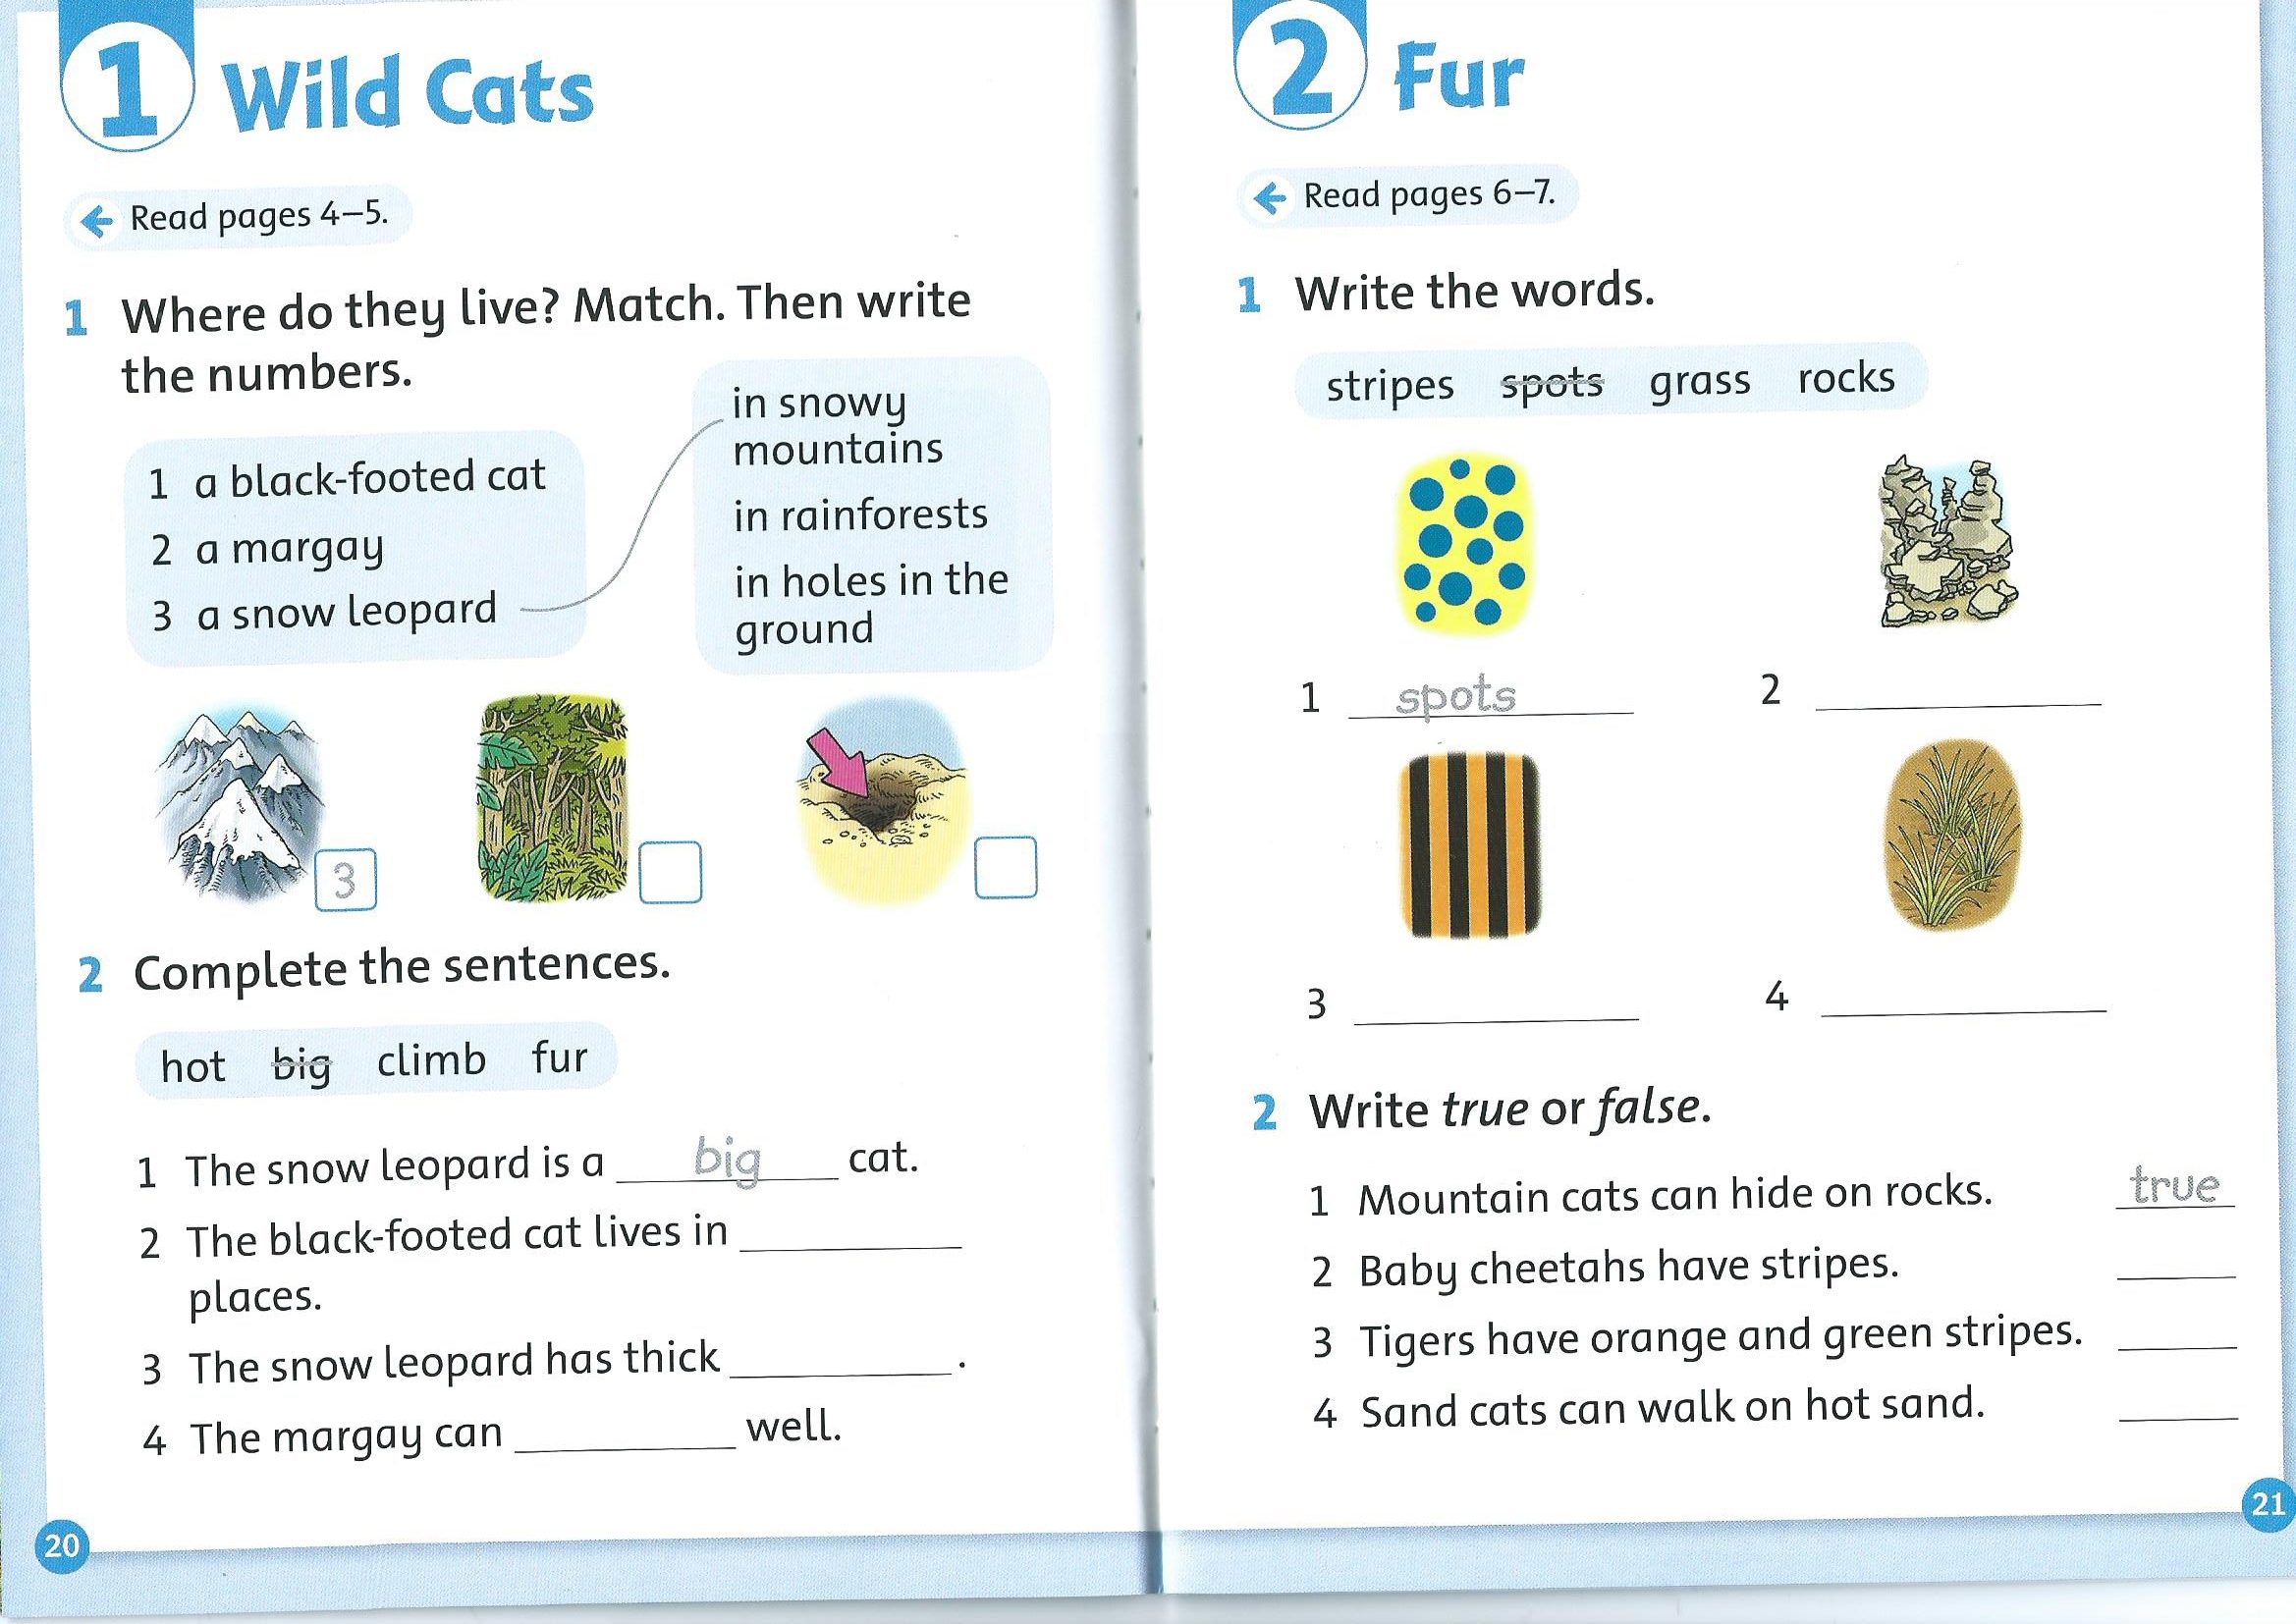 1 Wild Cats
Read pages 4–5.
1 Where do they live? Match. Then write
the numbers.
1 a black-footed cat
2 a margay
3 a snow leopard
in snowy
mountains
in rainforests
in holes in the
ground
3
2 Complete the sentences.
hot big climb fur
1 The snow leopard is a big cat.
2 The black-footed cat lives in ________
places.
3 The snow leopard has thick ________.
4 The margay can ________ well.
20
2 Fur
Read pages 6–7.
1 Write the words.
stripes spots grass rocks
1 spots 2 ________
3 ________ 4 ________
2 Write true or false.
1 Mountain cats can hide on rocks. true
2 Baby cheetahs have stripes. ________
3 Tigers have orange and green stripes. ________
4 Sand cats can walk on hot sand. ________
21